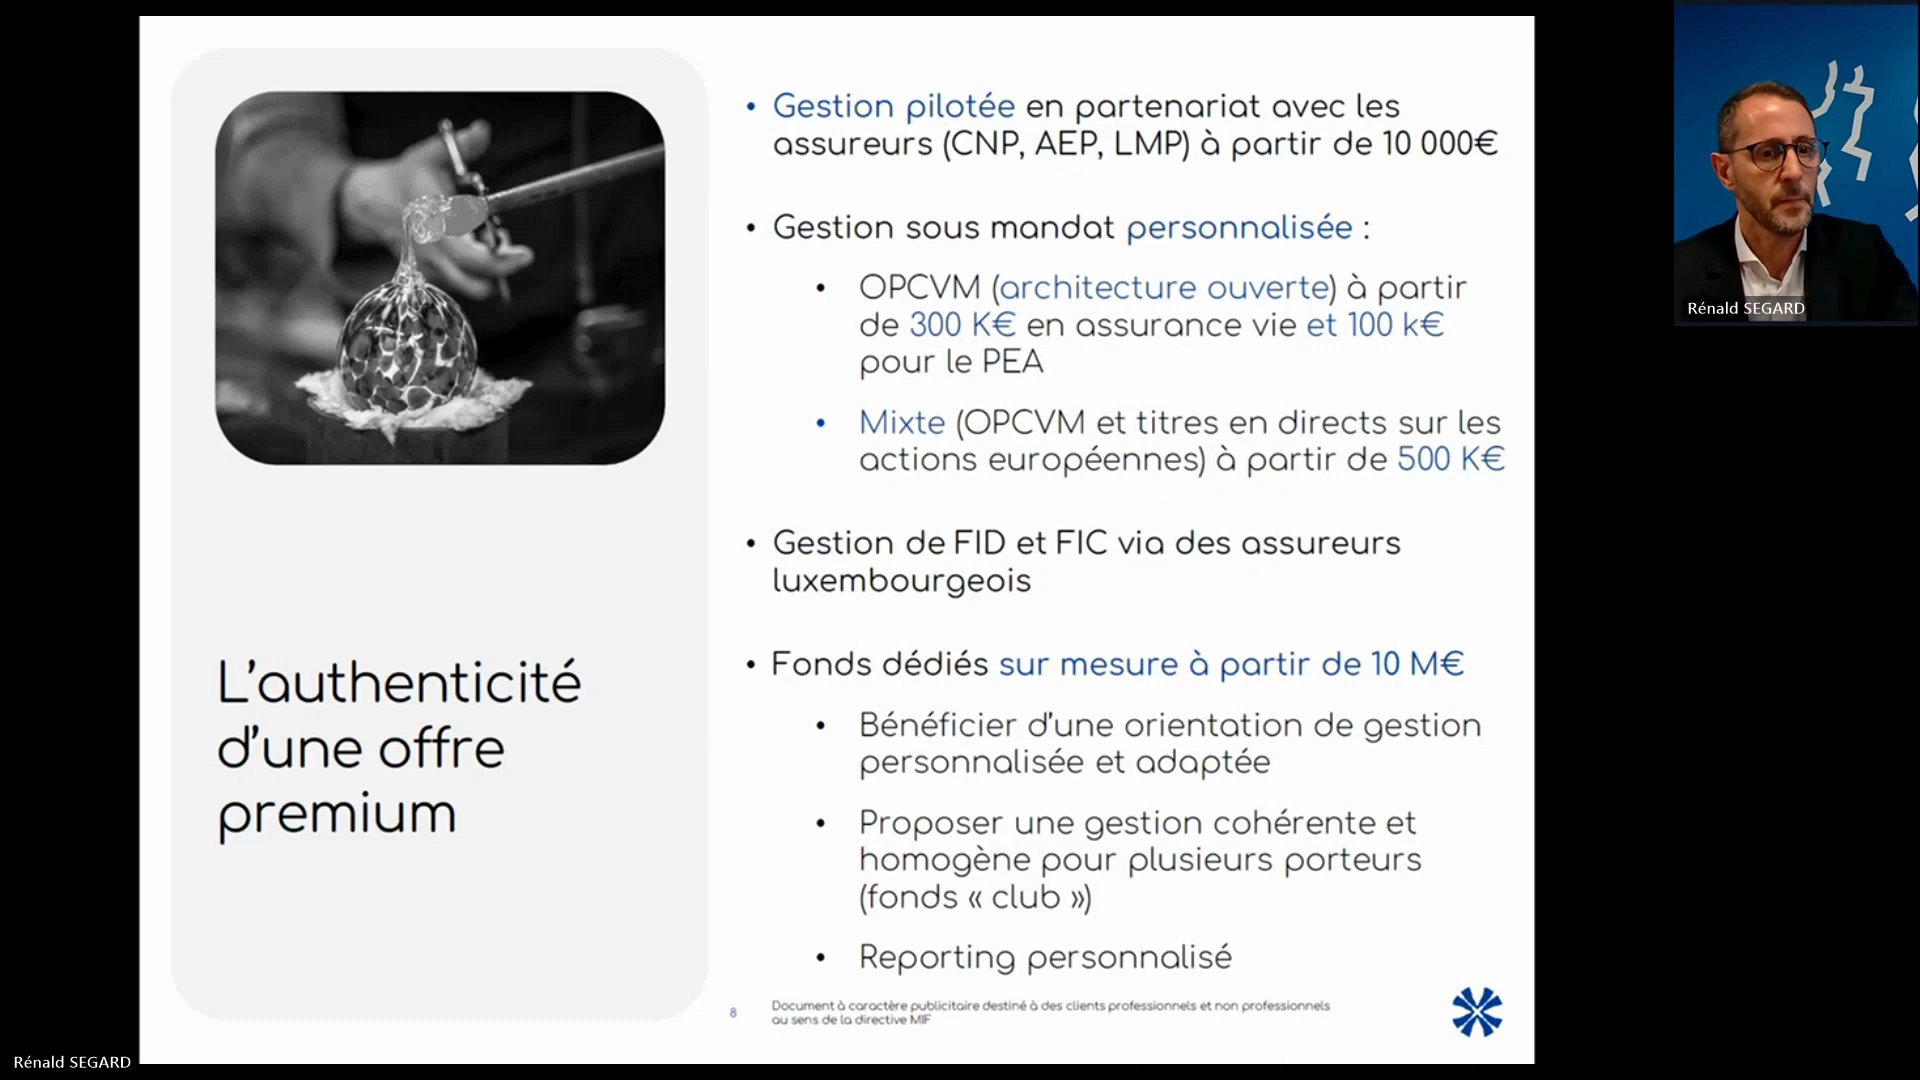 • Gestion pilotée en partenariat avec les
assureurs (CNP, AEP, LMP) à partir de 10 000€
• Gestion sous mandat personnalisée :
• OPCVM (architecture ouverte) à partir
de 300 K€ en assurance vie et 100 k€
pour le PEA
• Mixte (OPCVM et titres en directs sur les
actions européennes) à partir de 500 K€
• Gestion de FID et FIC via des assureurs
luxembourgeois
• Fonds dédiés sur mesure à partir de 10 M€
• Bénéficier d'une orientation de gestion
personnalisée et adaptée
• Proposer une gestion cohérente et
homogène pour plusieurs porteurs
(fonds « club »)
• Reporting personnalisé
L'authenticité
d'une offre
premium
8
Document à caractère publicitaire destiné à des clients professionnels et non professionnels
au sens de la directive MIF
Rénald SEGARD
Rénald SEGARD